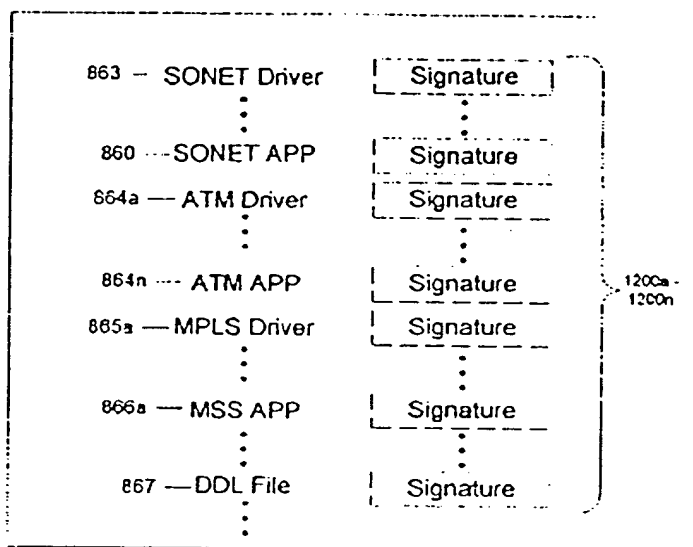 863 — SONET Driver Signature
860 — SONET APP Signature
864a — ATM Driver Signature
864n — ATM APP Signature
1200a -
1200n
865a — MPLS Driver Signature
866a — MSS APP Signature
867 — DDL File Signature